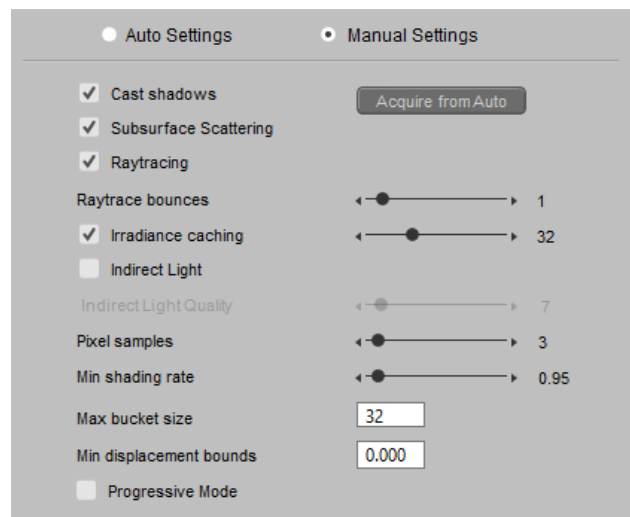 Auto Settings Manual Settings
Cast shadows Acquire from Auto
Subsurface Scattering
Raytracing
Raytrace bounces 1
Irradiance caching 32
Indirect Light
Indirect Light Quality 7
Pixel samples 3
Min shading rate 0.95
Max bucket size 32
Min displacement bounds 0.000
Progressive Mode